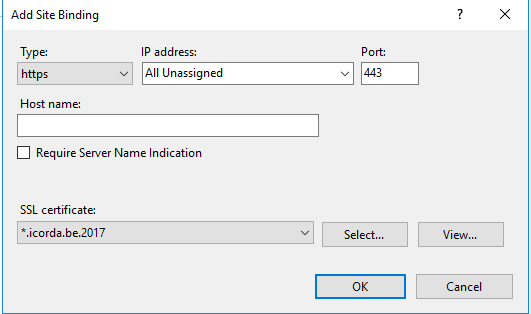 Add Site Binding
? ×
Type: IP address: Port:
https All Unassigned 443
Host name:
Require Server Name Indication
SSL certificate:
*.icorda.be.2017 Select... View...
OK Cancel